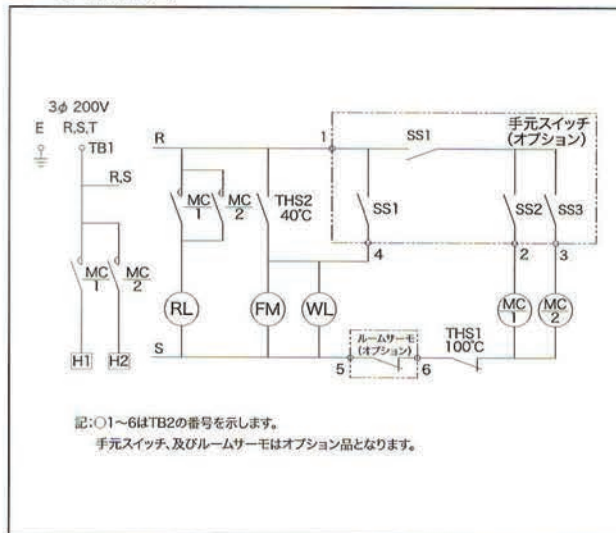 3φ 200V
E R,S,T
TB1
R,S
MC 1
MC 2
H1
H2
R
MC 1
MC 2
THS2
40℃
RL
FM
WL
S
1
手元スイッチ
(オプション)
SS1
SS1
SS2
SS3
4
2
3
MC 1
MC 2
ルームサーモ
(オプション)
5
6
THS1
100℃
記:○1~6はTB2の番号を示します。
手元スイッチ、及びルームサーモはオプション品となります。